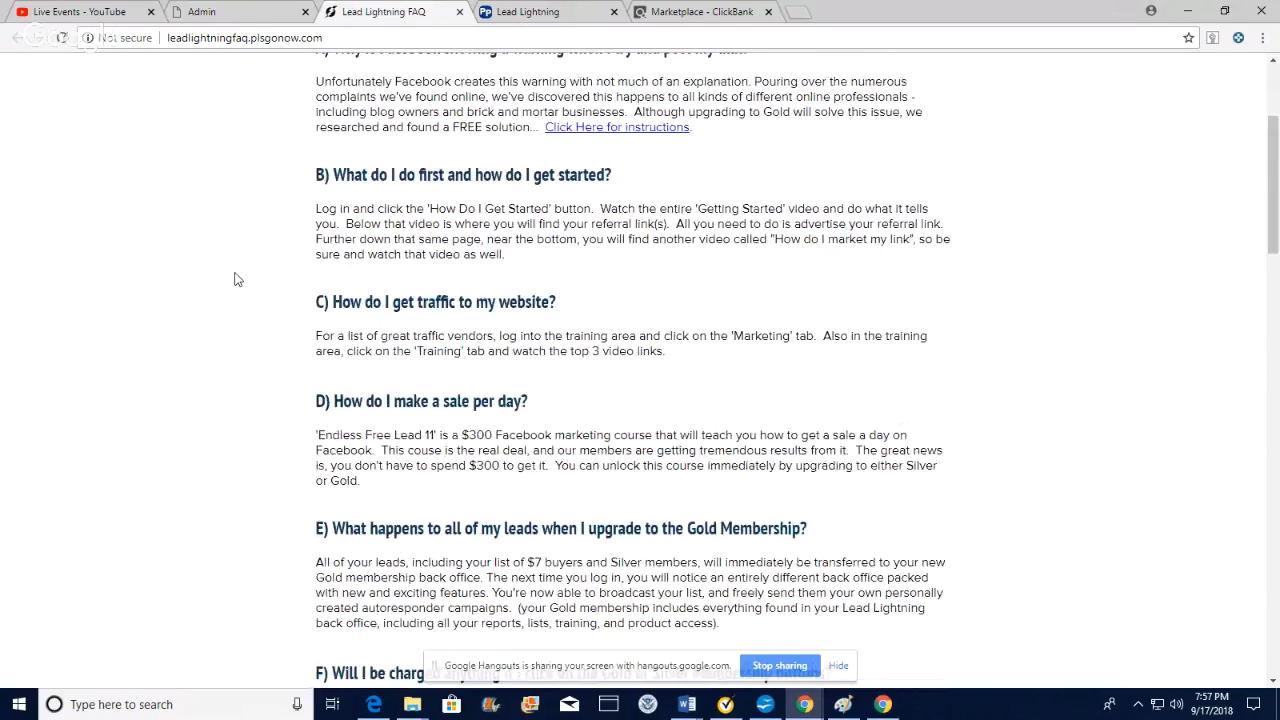 Live Events - YouTube
Admin
Lead Lightning FAQ
Lead Lightning
Marketplace - ClickBank
Not secure
leadlightningfaq.plsgonow.com
Unfortunately Facebook creates this warning with not much of an explanation. Pouring over the numerous
complaints we've found online, we've discovered this happens to all kinds of different online professionals -
including blog owners and brick and mortar businesses. Although upgrading to Gold will solve this issue, we
researched and found a FREE solution... Click Here for instructions.
B) What do I do first and how do I get started?
Log in and click the 'How Do I Get Started' button. Watch the entire 'Getting Started' video and do what it tells
you. Below that video is where you will find your referral link(s). All you need to do is advertise your referral link.
Further down that same page, near the bottom, you will find another video called "How do I market my link", so be
sure and watch that video as well.
C) How do I get traffic to my website?
For a list of great traffic vendors, log into the training area and click on the 'Marketing' tab. Also in the training
area, click on the 'Training' tab and watch the top 3 video links.
D) How do I make a sale per day?
'Endless Free Lead 11' is a $300 Facebook marketing course that will teach you how to get a sale a day on
Facebook. This couse is the real deal, and our members are getting tremendous results from it. The great news
is, you don't have to spend $300 to get it. You can unlock this course immediately by upgrading to either Silver
or Gold.
E) What happens to all of my leads when I upgrade to the Gold Membership?
All of your leads, including your list of $7 buyers and Silver members, will immediately be transferred to your new
Gold membership back office. The next time you log in, you will notice an entirely different back office packed
with new and exciting features. You're now able to broadcast your list, and freely send them your own personally
created autoresponder campaigns. (your Gold membership includes everything found in your Lead Lightning
back office, including all your reports, lists, training, and product access).
F) Will I be charg
Google Hangouts is sharing your screen with hangouts.google.com.
Stop sharing
Hide
Type here to search
7:57 PM
9/17/2018